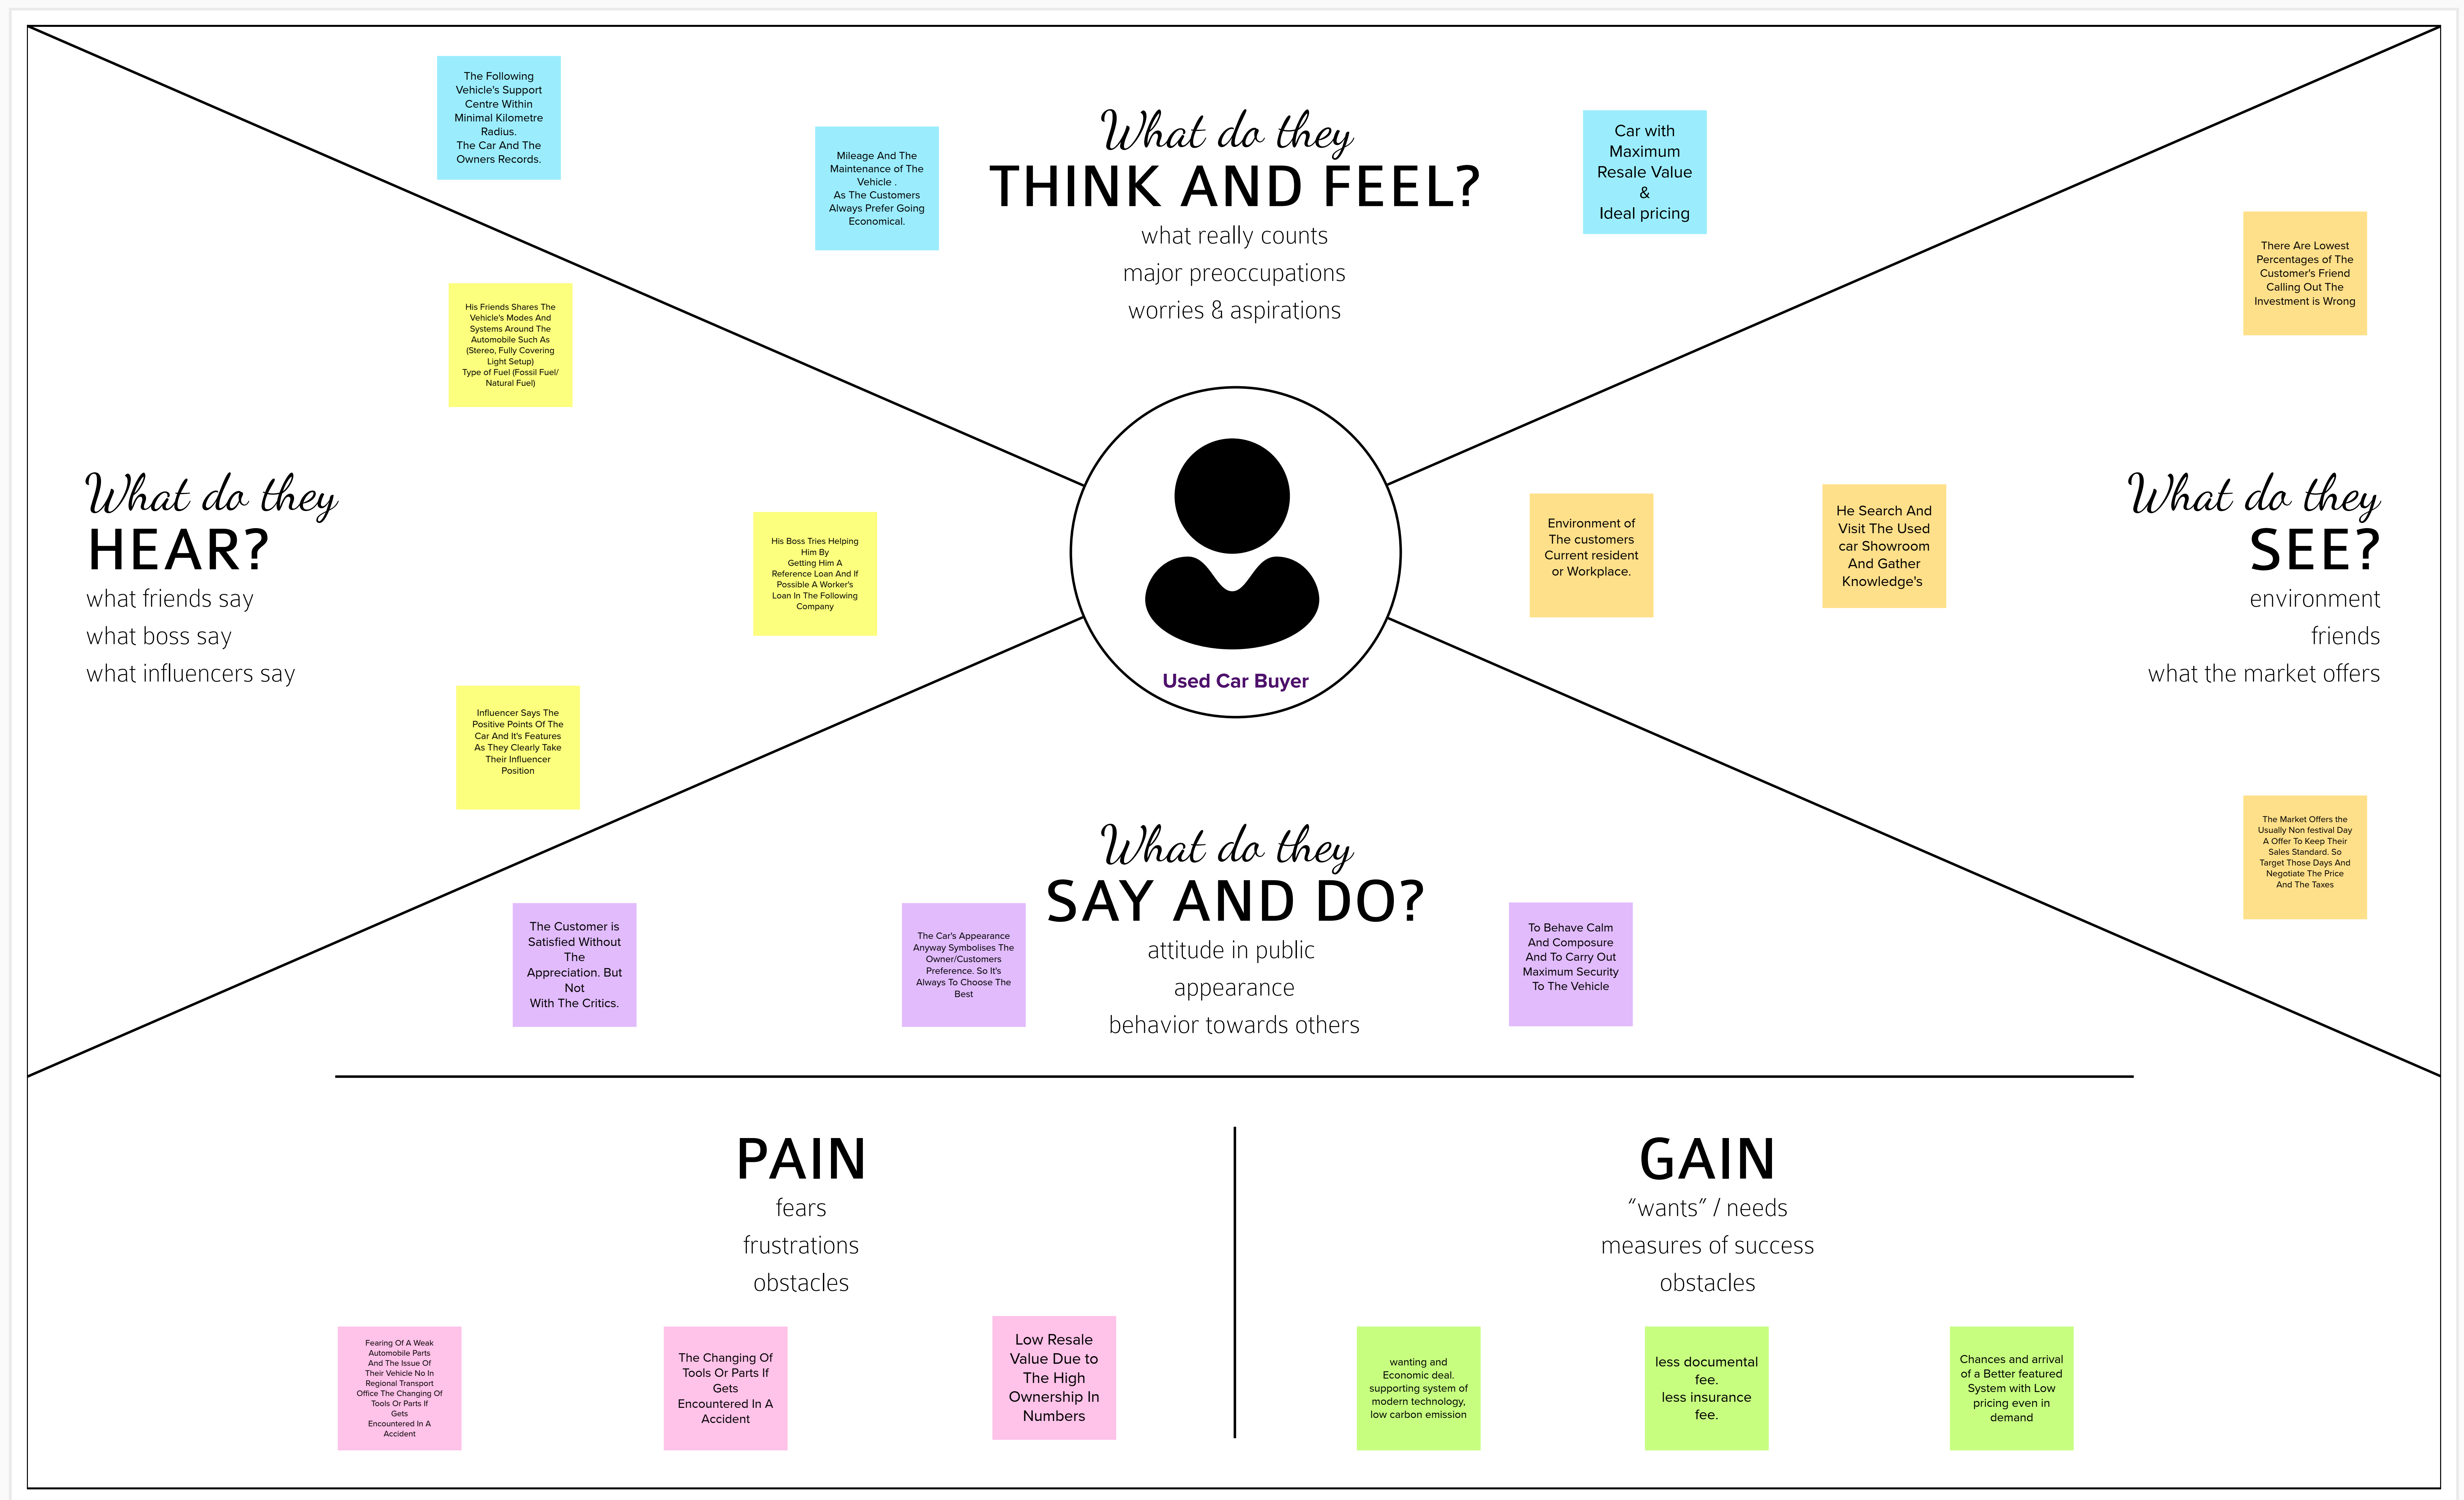 The Following
Vehicle's Support
Centre Within
Minimal Kilometre
Radius.
The Car And The
Owners Records.
Mileage And The
Maintenance of The
Vehicle .
As The Customers
Always Prefer Going
Economical.
What do they
THINK AND FEEL?
what really counts
major preoccupations
worries & aspirations
Car with
Maximum
Resale Value
&
Ideal pricing
What do they
HEAR?
what friends say
what boss say
what influencers say
His Friends Shares The
Vehicle's Modes And
Systems Around The
Automobile Such As
(Stereo, Fully Covering
Light Setup)
Type of Fuel (Fossil Fuel/
Natural Fuel)
His Boss Tries Helping
Him By
Getting Him A
Reference Loan And If
Possible A Worker's
Loan In The Following
Company
Influencer Says The
Positive Points Of The
Car And It's Features
As They Clearly Take
Their Influencer
Position
Used Car Buyer
What do they
SEE?
environment
friends
what the market offers
There Are Lowest
Percentages of The
Customer's Friend
Calling Out The
Investment is Wrong
Environment of
The customers
Current resident
or Workplace.
He Search And
Visit The Used
car Showroom
And Gather
Knowledge's
The Market Offers the
Usually Non festival Day
A Offer To Keep Their
Sales Standard. So
Target Those Days And
Negotiate The Price
And The Taxes
What do they
SAY AND DO?
attitude in public
appearance
behavior towards others
The Customer is
Satisfied Without
The
Appreciation. But
Not
With The Critics.
The Car's Appearance
Anyway Symbolises The
Owner/Customers
Preference. So It's
Always To Choose The
Best
To Behave Calm
And Composure
And To Carry Out
Maximum Security
To The Vehicle
PAIN
fears
frustrations
obstacles
Fearing Of A Weak
Automobile Parts
And The Issue Of
Their Vehicle No In
Regional Transport
Office The Changing Of
Tools Or Parts If
Gets
Encountered In A
Accident
The Changing Of
Tools Or Parts If
Gets
Encountered In A
Accident
Low Resale
Value Due to
The High
Ownership In
Numbers
GAIN
“wants” / needs
measures of success
obstacles
wanting and
Economic deal.
supporting system of
modern technology,
low carbon emission
less documental
fee.
less insurance
fee.
Chances and arrival
of a Better featured
System with Low
pricing even in
demand